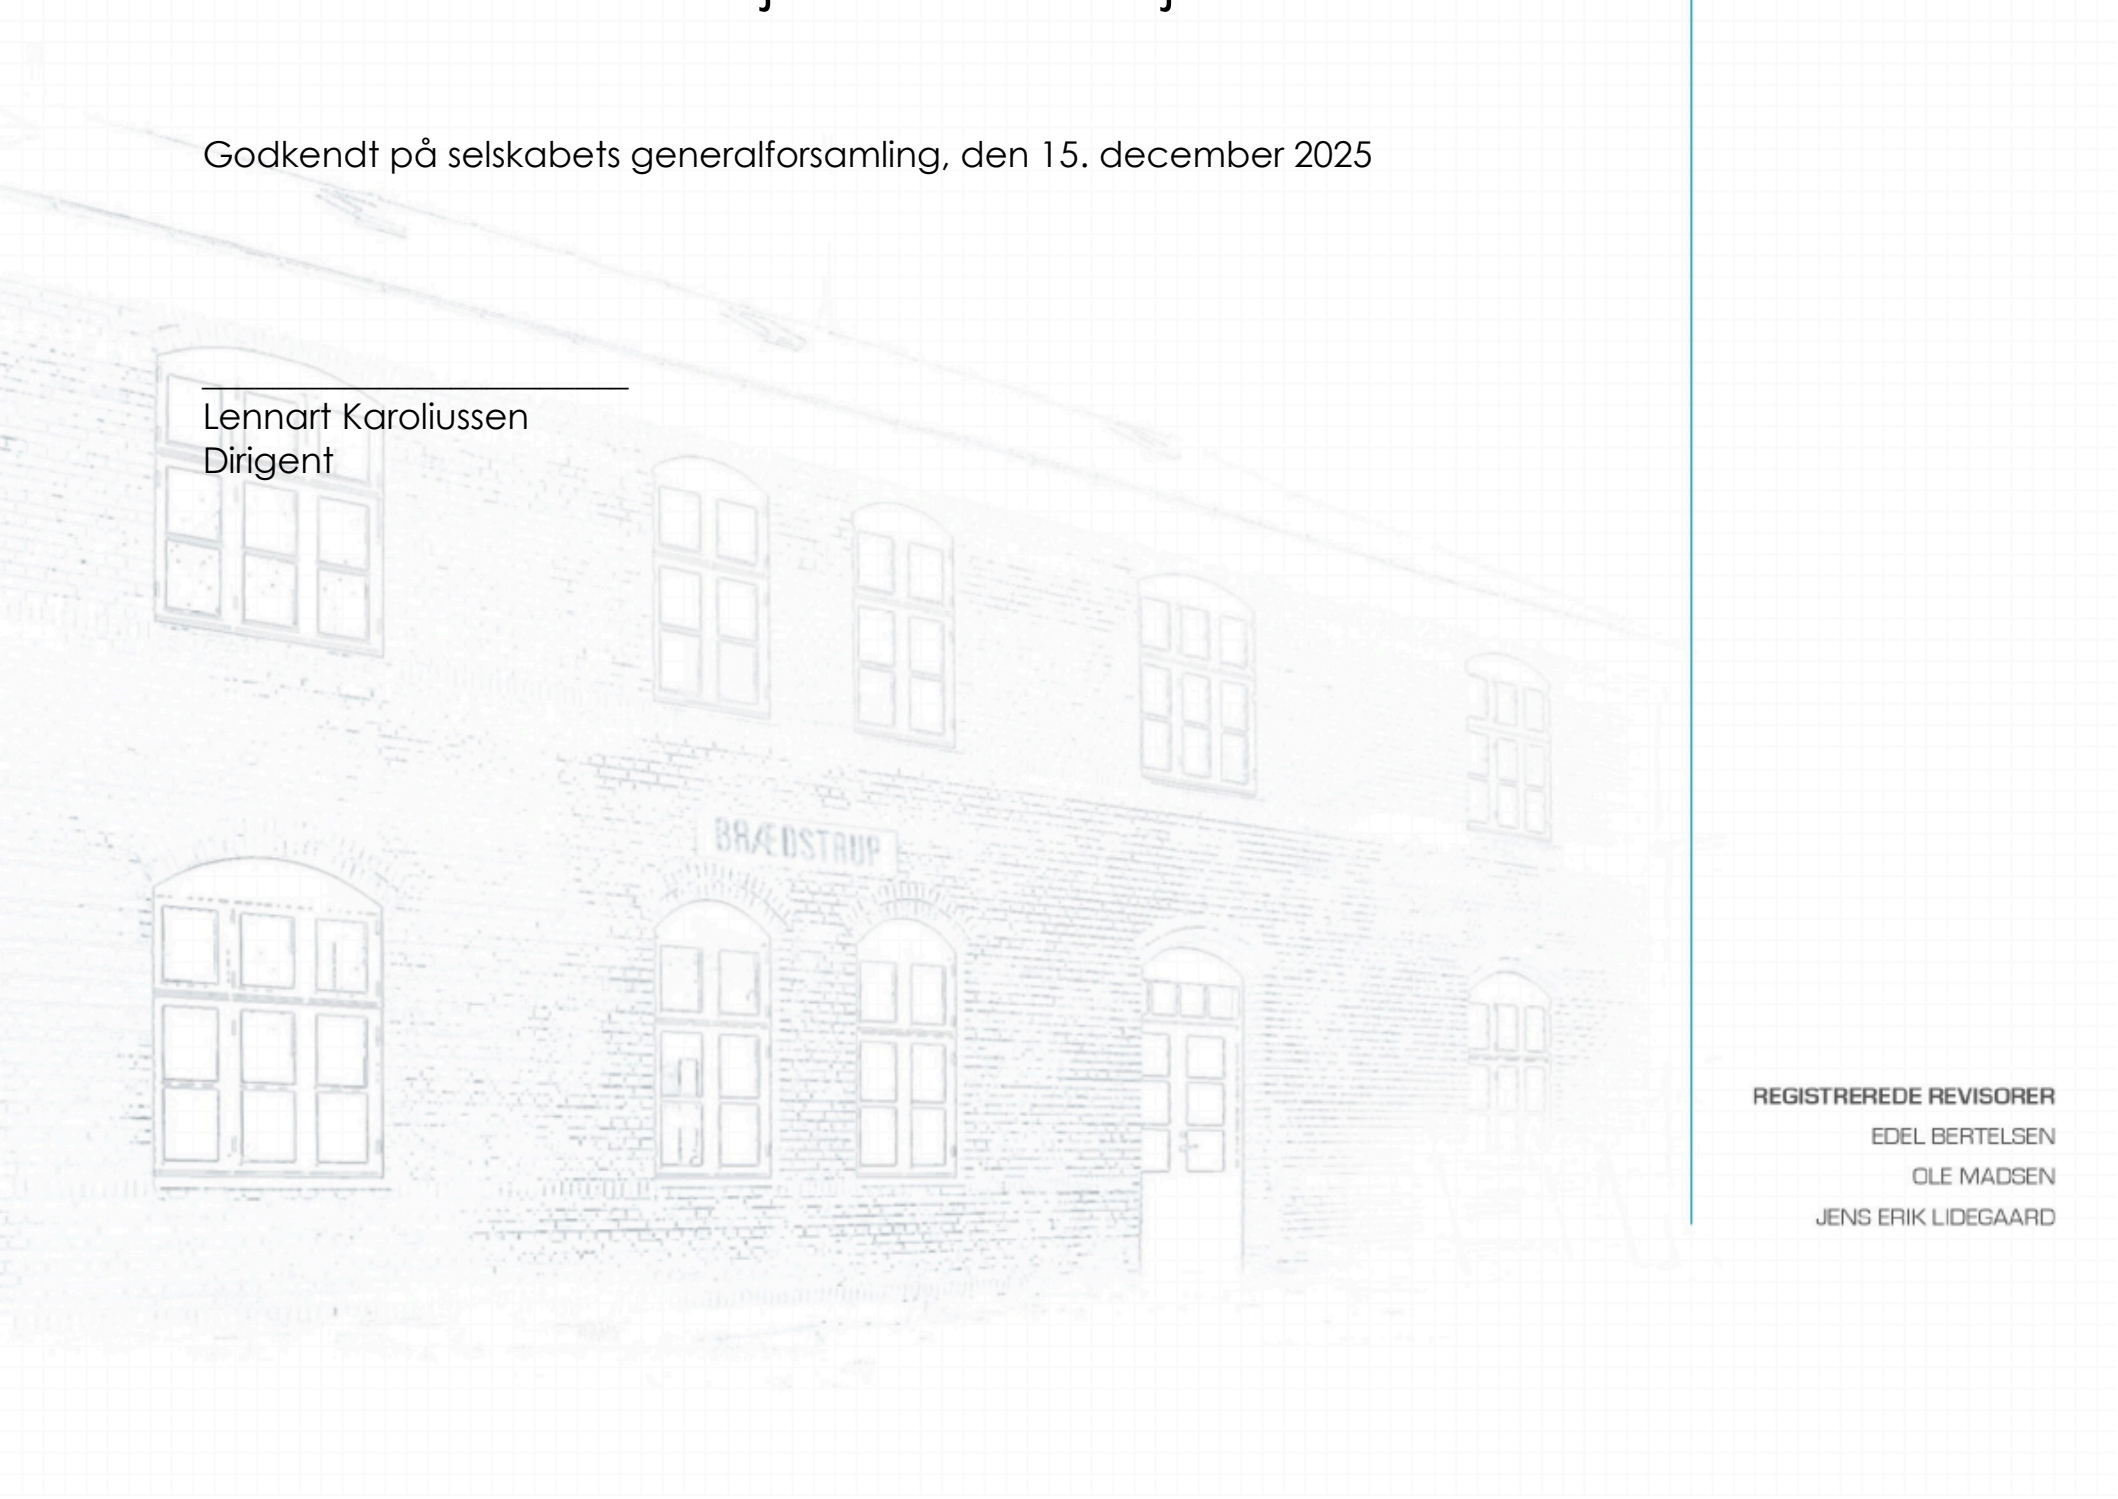 Godkendt på selskabets generalforsamling, den 15. december 2025
Lennart Karoliussen
Dirigent
BRÆDSTRUP
REGISTREREDE REVISORER
EDEL BERTELSEN
OLE MADSEN
JENS ERIK LIDEGAARD